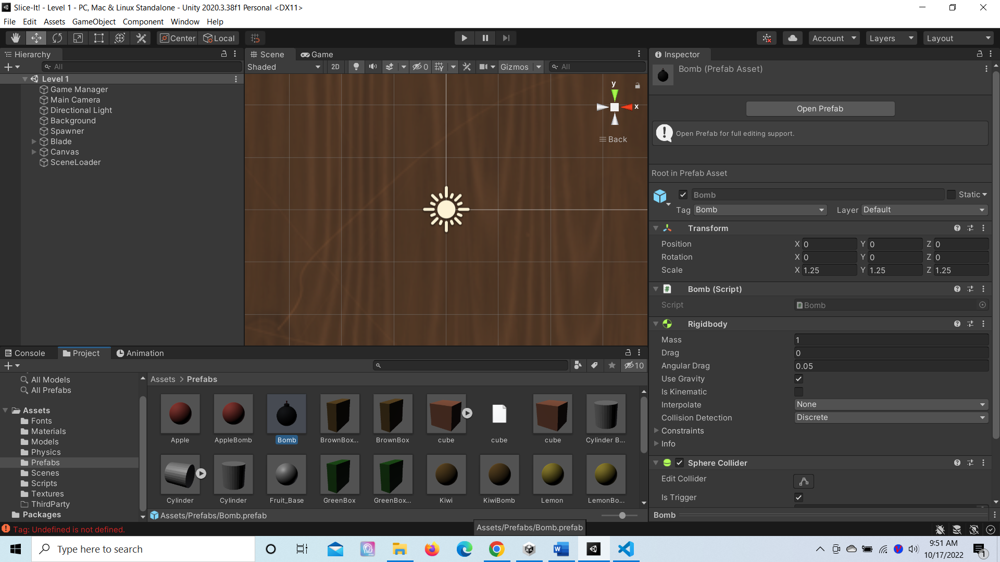 Slice-It! - Level 1 - PC, Mac & Linux Standalone - Unity 2020.3.38f1 Personal <DX11>
File Edit Assets GameObject Component Window Help
Center Local Account Layers Layout
Hierarchy
All
Level 1
Game Manager
Main Camera
Directional Light
Background
Spawner
Blade
Canvas
SceneLoader
Scene Game
Shaded 2D 0 Gizmos All
y
x
Back
Inspector
Bomb (Prefab Asset)
Open Prefab
Open Prefab for full editing support.
Root in Prefab Asset
Bomb Static
Tag Bomb Layer Default
Transform
Position X 0 Y 0 Z 0
Rotation X 0 Y 0 Z 0
Scale X 1.25 Y 1.25 Z 1.25
Bomb (Script)
Script Bomb
Rigidbody
Mass 1
Drag 0
Angular Drag 0.05
Use Gravity
Is Kinematic
Interpolate None
Collision Detection Discrete
Constraints
Info
Sphere Collider
Edit Collider
Is Trigger
Bomb
Console Project Animation
10
All Models
All Prefabs
Assets
Fonts
Materials
Models
Physics
Prefabs
Scenes
Scripts
Textures
ThirdParty
Packages
Assets > Prefabs
Apple AppleBomb Bomb BrownBox... BrownBox cube cube cube Cylinder B...
Cylinder Cylinder Fruit_Base GreenBox GreenBox... Kiwi KiwiBomb Lemon LemonBo...
Assets/Prefabs/Bomb.prefab
Assets/Prefabs/Bomb.prefab
Tag: Undefined is not defined.
Type here to search
9:51 AM
10/17/2022
1